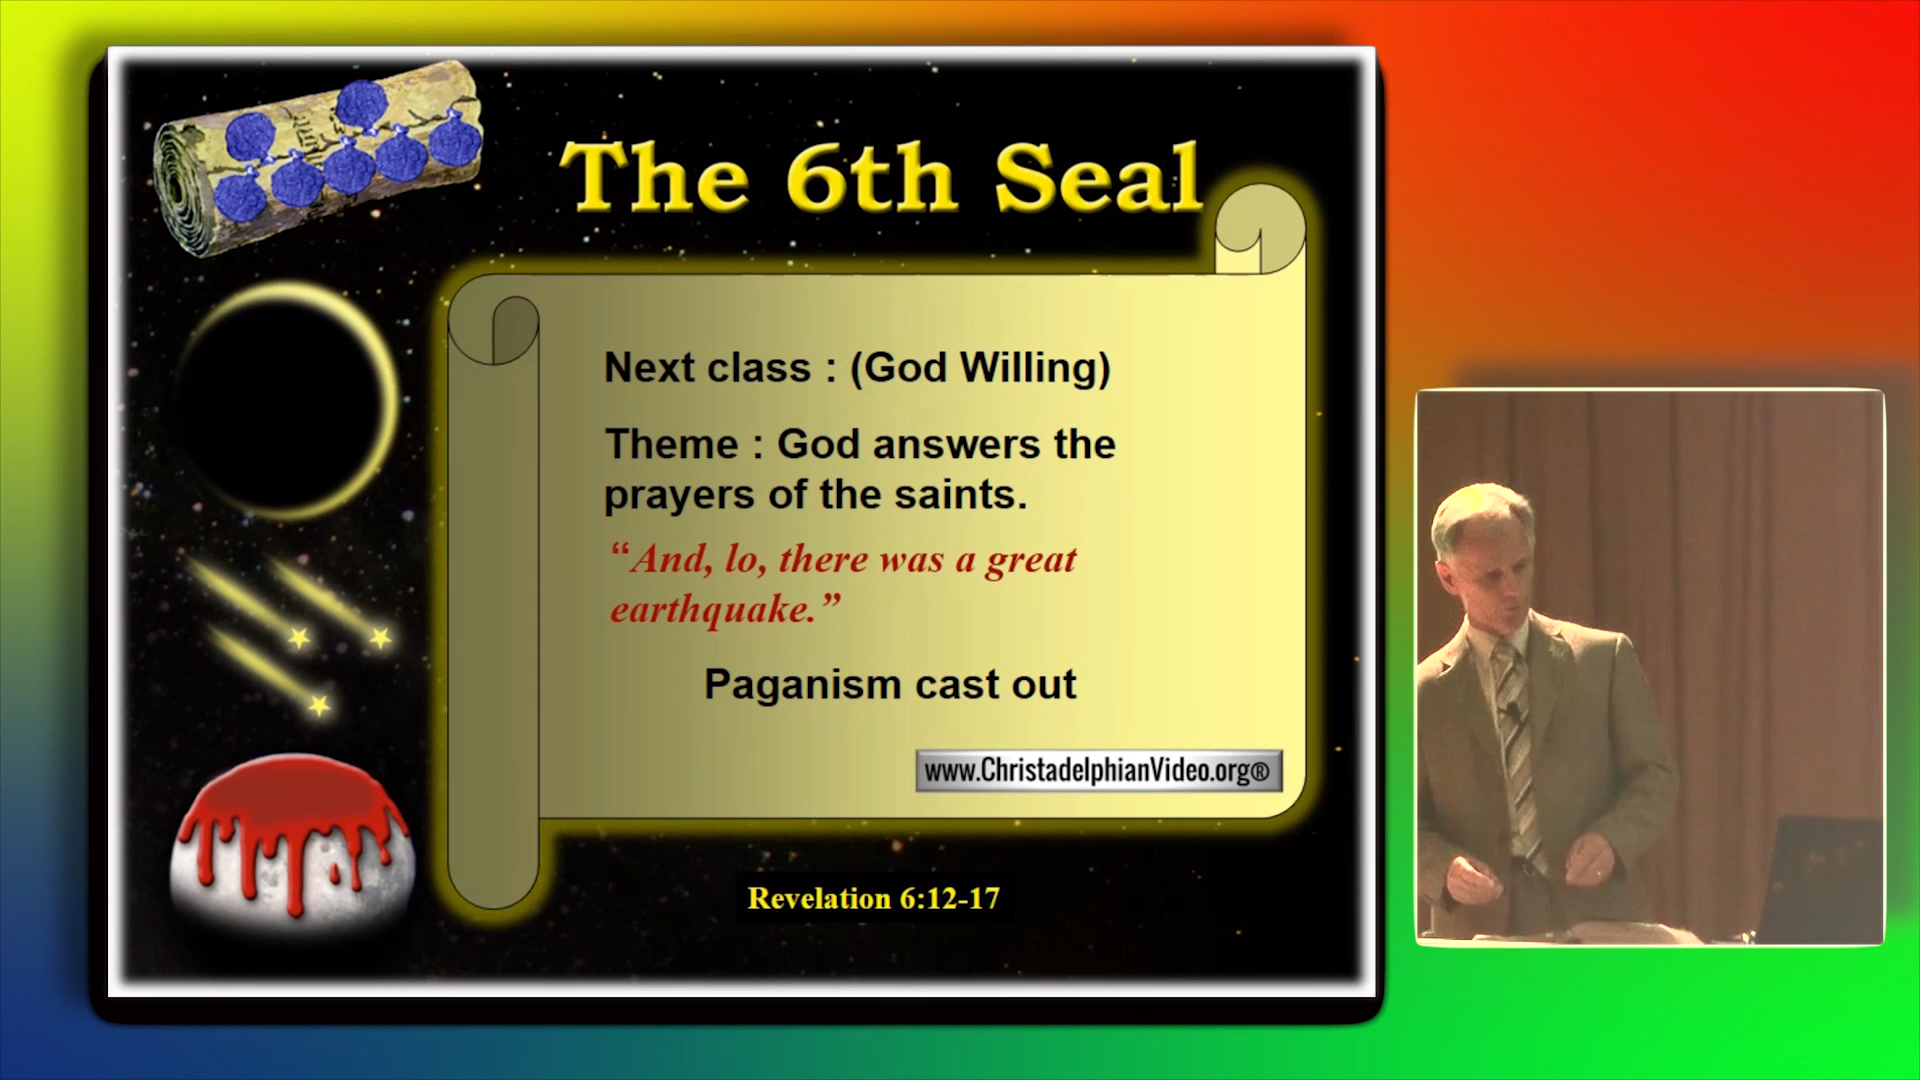 The 6th Seal
Next class : (God Willing)
Theme : God answers the
prayers of the saints.
“And, lo, there was a great
earthquake.”
Paganism cast out
www.ChristadelphianVideo.org®
Revelation 6:12-17